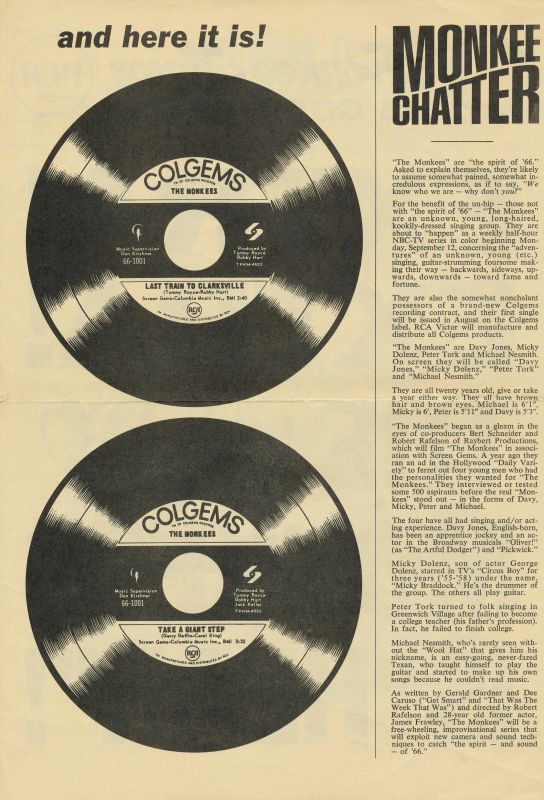 and here it is!
COLGEMS
TM OF COLGEMS RECORDS
THE MONKEES
Music Supervision
Don Kirshner
66-1001
Produced by
Tommy Boyce
Bobby Hart
TPKM-4522
LAST TRAIN TO CLARKSVILLE
(Tommy Boyce-Bobby Hart)
Screen Gems-Columbia Music Inc., BMI 2:40
RCA
TM. MANUFACTURED AND DISTRIBUTED BY RCA
COLGEMS
TM OF COLGEMS RECORDS
THE MONKEES
Music Supervision
Don Kirshner
66-1001
Produced by
Tommy Boyce
Bobby Hart
Jack Keller
TPKM-4520
TAKE A GIANT STEP
(Gerry Goffin-Carol King)
Screen Gems-Columbia Music Inc., BMI 2:32
RCA
TM. MANUFACTURED AND DISTRIBUTED BY RCA
MONKEE
CHATTER
"The Monkees" are "the spirit of '66."
Asked to explain themselves, they're likely
to assume somewhat pained, somewhat in-
credulous expressions, as if to say, "We
know who we are — why don't you?"
For the benefit of the un-hip — those not
with "the spirit of '66" — "The Monkees"
are an unknown, young, long-haired,
kookily-dressed singing group. They are
about to "happen" as a weekly half-hour
NBC-TV series in color beginning Mon-
day, September 12, concerning the "adven-
tures" of an unknown, young (etc.)
singing, guitar-strumming foursome mak-
ing their way — backwards, sideways, up-
wards, downwards — toward fame and
fortune.
They are also the somewhat nonchalant
possessors of a brand-new Colgems
recording contract, and their first single
will be issued in August on the Colgems
label. RCA Victor will manufacture and
distribute all Colgems products.
"The Monkees" are Davy Jones, Micky
Dolenz, Peter Tork and Michael Nesmith.
On screen they will be called "Davy
Jones," "Micky Dolenz," "Peter Tork"
and "Michael Nesmith."
They are all twenty years old, give or take
a year either way. They all have brown
hair and brown eyes. Michael is 6'1",
Micky is 6', Peter is 5'11" and Davy is 5'3".
"The Monkees" began as a gleam in the
eyes of co-producers Bert Schneider and
Robert Rafelson of Raybert Productions,
which will film "The Monkees" in associ-
ation with Screen Gems. A year ago they
ran an ad in the Hollywood "Daily Vari-
ety" to ferret out four young men who had
the personalities they wanted for "The
Monkees." They interviewed or tested
some 500 aspirants before the real "Mon-
kees" stood out — in the forms of Davy,
Micky, Peter and Michael.
The four have all had singing and/or act-
ing experience. Davy Jones, English-born,
has been an apprentice jockey and an ac-
tor in the Broadway musicals "Oliver!"
(as "The Artful Dodger") and "Pickwick."
Micky Dolenz, son of actor George
Dolenz, starred in TV's "Circus Boy" for
three years ('55-'58) under the name,
"Micky Braddock." He's the drummer of
the group. The others all play guitar.
Peter Tork turned to folk singing in
Greenwich Village after failing to become
a college teacher (his father's profession).
In fact, he failed to finish college.
Michael Nesmith, who's rarely seen with-
out the "Wool Hat" that gives him his
nickname, is an easy-going, never-fazed
Texan, who taught himself to play the
guitar and started to make up his own
songs because he couldn't read music.
As written by Gerald Gardner and Dee
Caruso ("Get Smart" and "That Was The
Week That Was") and directed by Robert
Rafelson and 28-year old former actor,
James Frawley, "The Monkees" will be a
free-wheeling, improvisational series that
will exploit new camera and sound tech-
niques to catch "the spirit — and sound
— of '66."